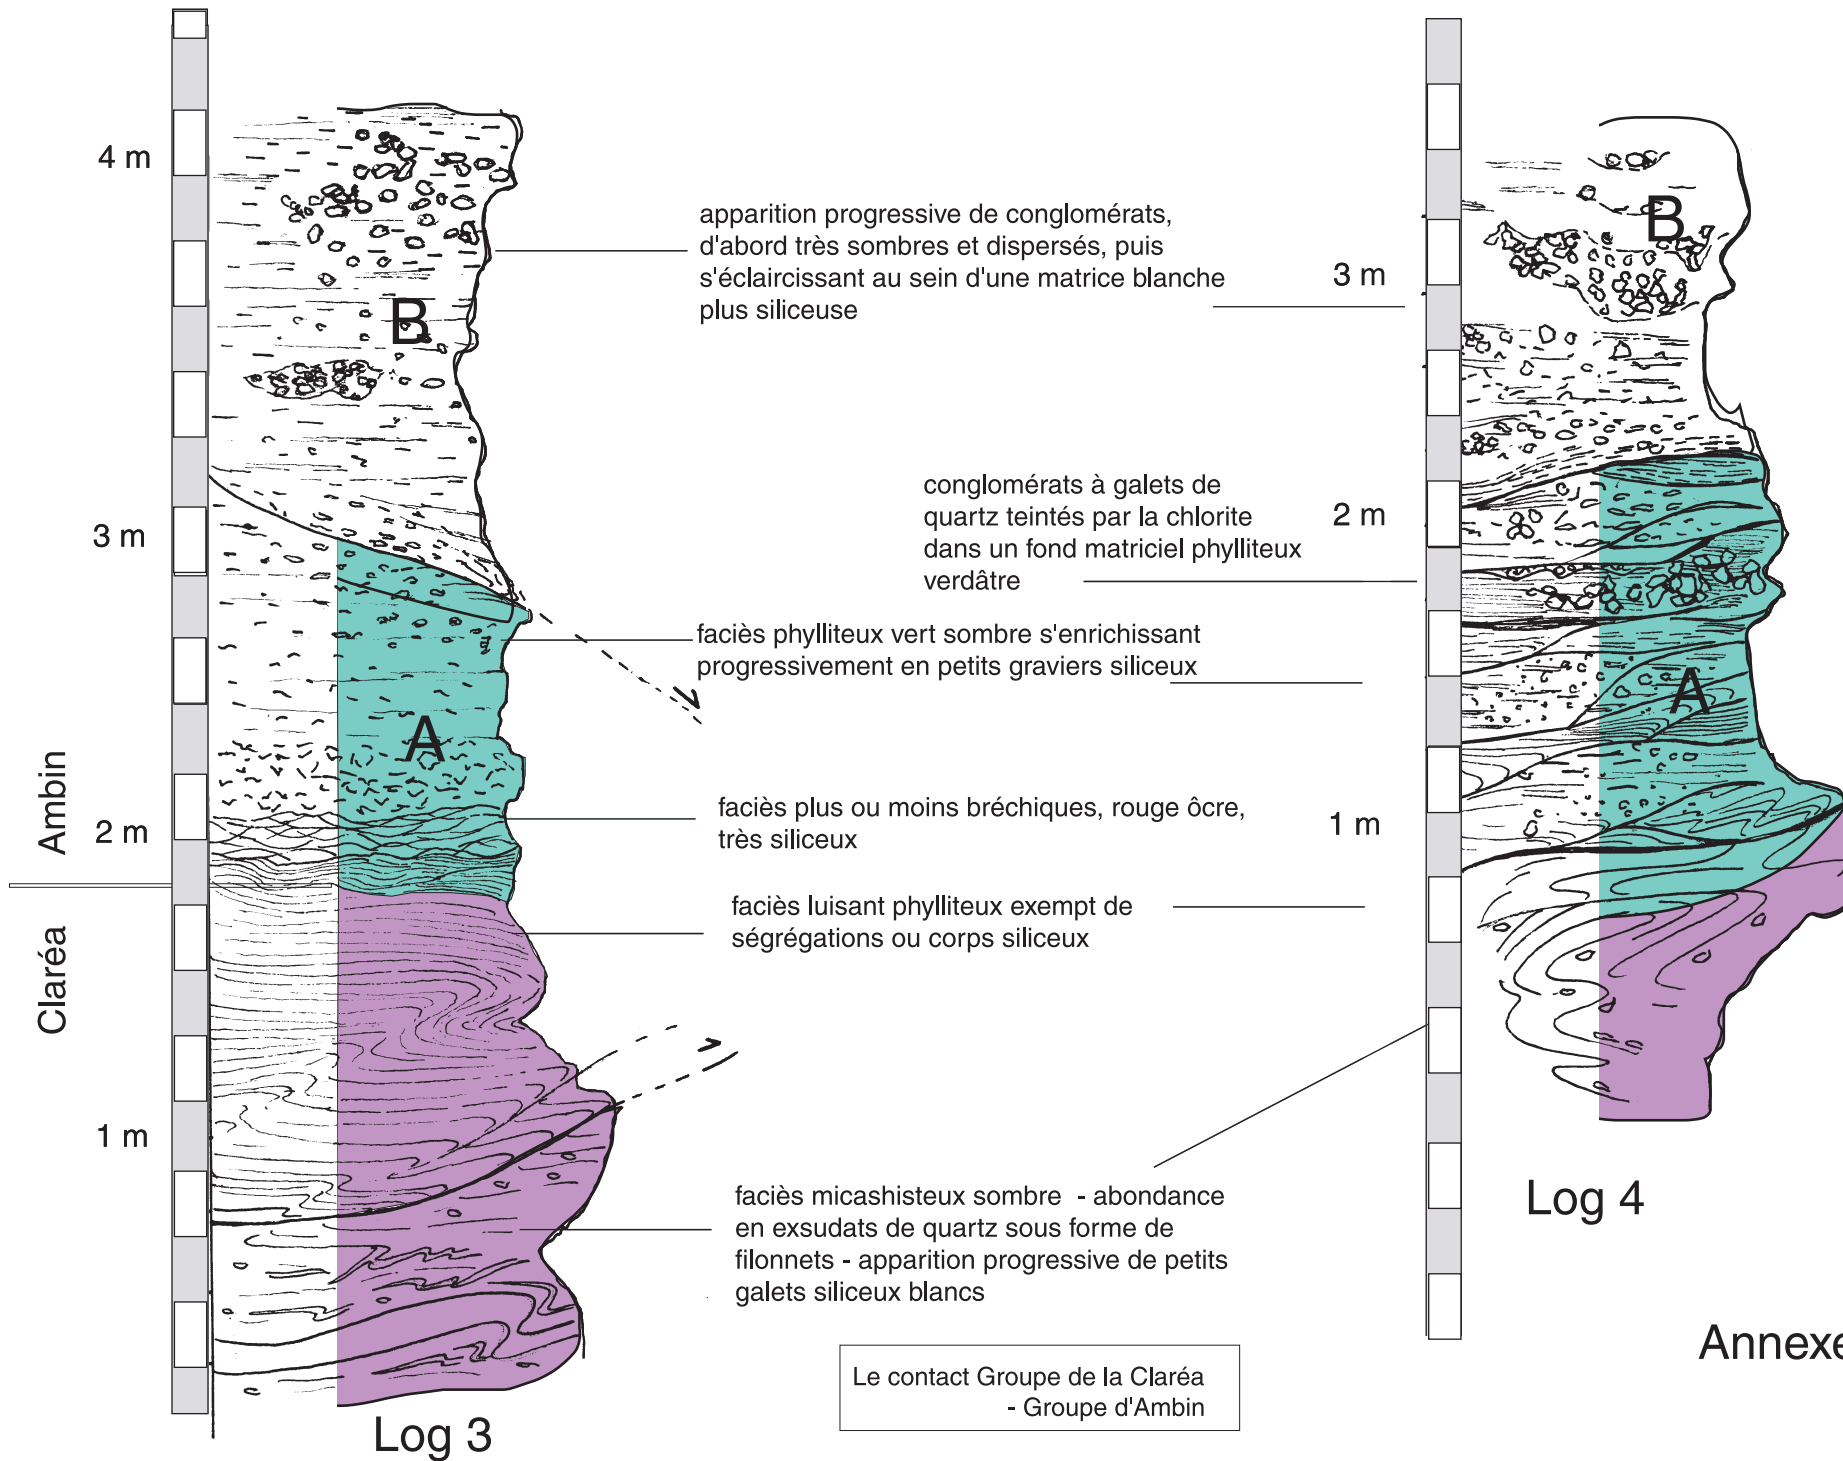 4 m
3 m
2 m
1 m
Ambin
Claréa
B
A
Log 3
apparition progressive de conglomérats,
d'abord très sombres et dispersés, puis
s'éclaircissant au sein d'une matrice blanche
plus siliceuse
conglomérats à galets de
quartz teintés par la chlorite
dans un fond matriciel phylliteux
verdâtre
faciès phylliteux vert sombre s'enrichissant
progressivement en petits graviers siliceux
faciès plus ou moins bréchiques, rouge ôcre,
très siliceux
faciès luisant phylliteux exempt de
ségrégations ou corps siliceux
faciès micashisteux sombre - abondance
en exsudats de quartz sous forme de
filonnets - apparition progressive de petits
galets siliceux blancs
Le contact Groupe de la Claréa
- Groupe d'Ambin
3 m
2 m
1 m
B
A
Log 4
Annexe